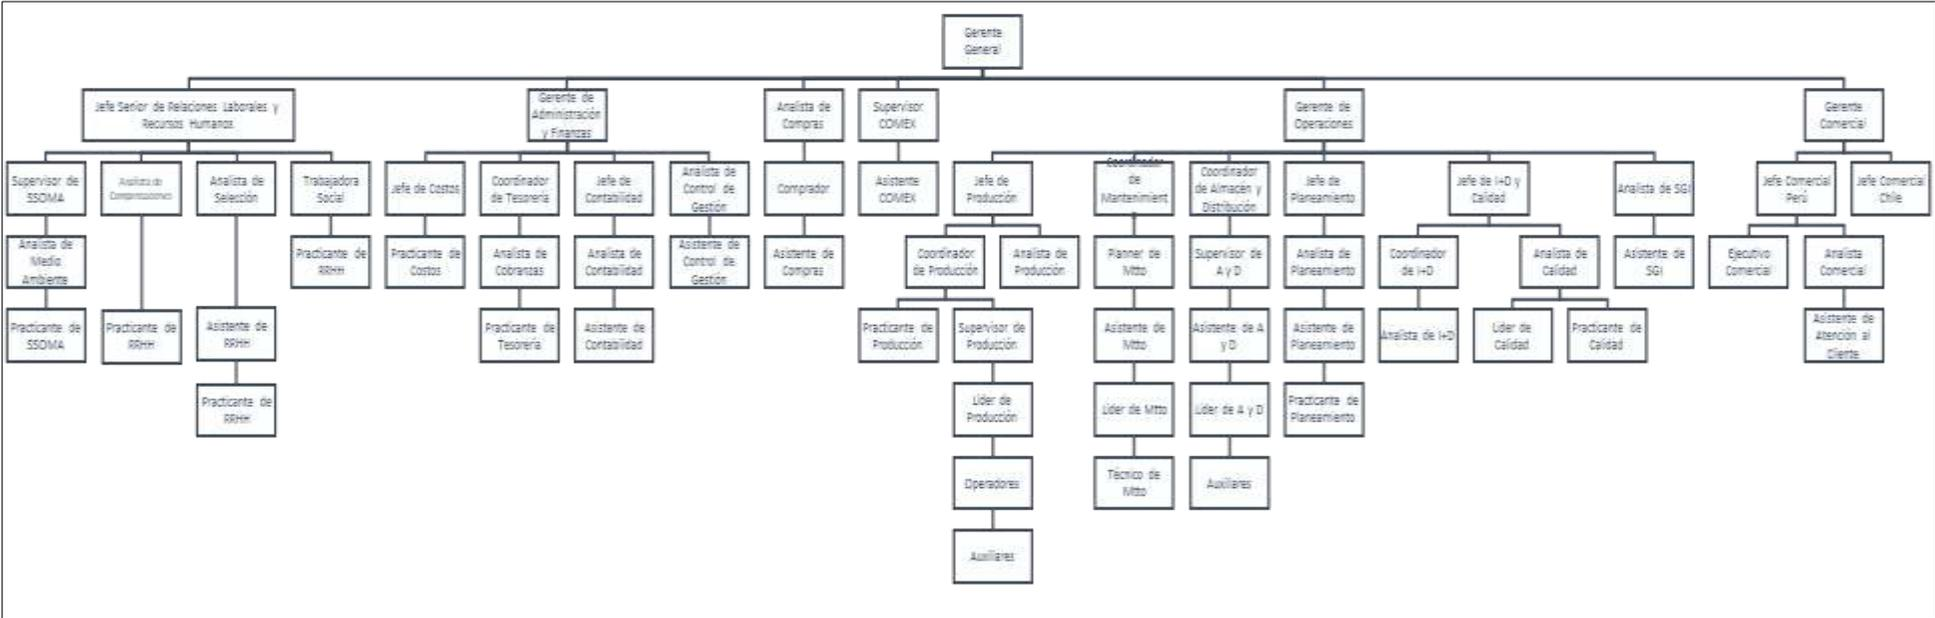 Gerente
General
Jefe Senior de Relaciones Laborales y
Recursos Humanos
Gerente de
Administración
y Finanzas
Analista de
Compras
Supervisor
COMEX
Gerente de
Operaciones
Gerente
Comercial
Supervisor de
SSOMA
Analista de
Compensaciones
Analista de
Selección
Trabajadora
Social
Jefe de Costos
Coordinador
de Tesorería
Jefe de
Contabilidad
Analista de
Control de
Gestión
Comprador
Asistente
COMEX
Jefe de
Producción
Coordinador
de
Mantenimient
Coordinador
de Almacén y
Distribución
Jefe de
Planeamiento
Jefe de I+D y
Calidad
Analista de SGI
Jefe Comercial
Perú
Jefe Comercial
Chile
Analista de
Medio
Ambiente
Practicante de
RRHH
Practicante de
Costos
Analista de
Cobranzas
Analista de
Contabilidad
Asistente de
Control de
Gestión
Asistente de
Compras
Coordinador
de Producción
Analista de
Producción
Planner de
Mtto
Supervisor de
A y D
Analista de
Planeamiento
Coordinador
de I+D
Analista de
Calidad
Asistente de
SGI
Ejecutivo
Comercial
Analista
Comercial
Practicante de
SSOMA
Practicante de
RRHH
Asistente de
RRHH
Practicante de
Tesorería
Asistente de
Contabilidad
Practicante de
Producción
Supervisor de
Producción
Asistente de
Mtto
Asistente de A
y D
Asistente de
Planeamiento
Analista de I+D
Lider de
Calidad
Practicante de
Calidad
Asistente de
Atención al
Cliente
Practicante de
RRHH
Líder de
Producción
Lider de Mtto
Lider de A y D
Practicante de
Planeamiento
Operadores
Técnico de
Mtto
Auxiliares
Auxiliares